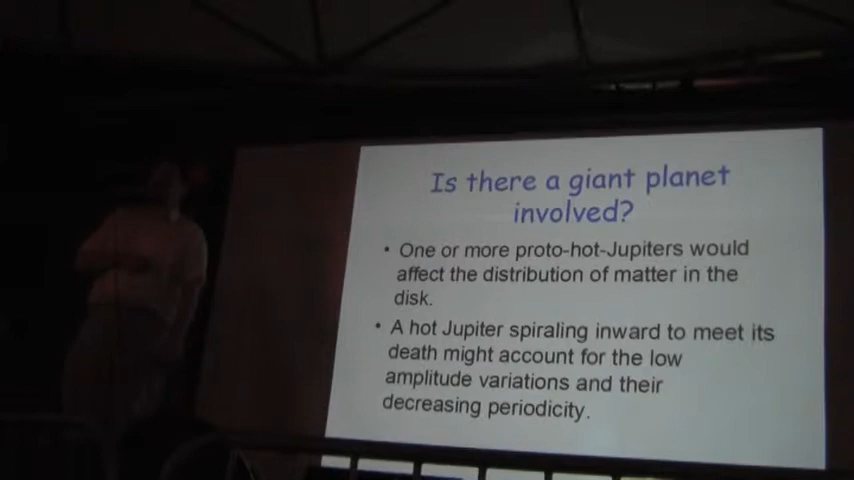 Is there a giant planet
involved?
• One or more proto-hot-Jupiters would
affect the distribution of matter in the
disk.
• A hot Jupiter spiraling inward to meet its
death might account for the low
amplitude variations and their
decreasing periodicity.